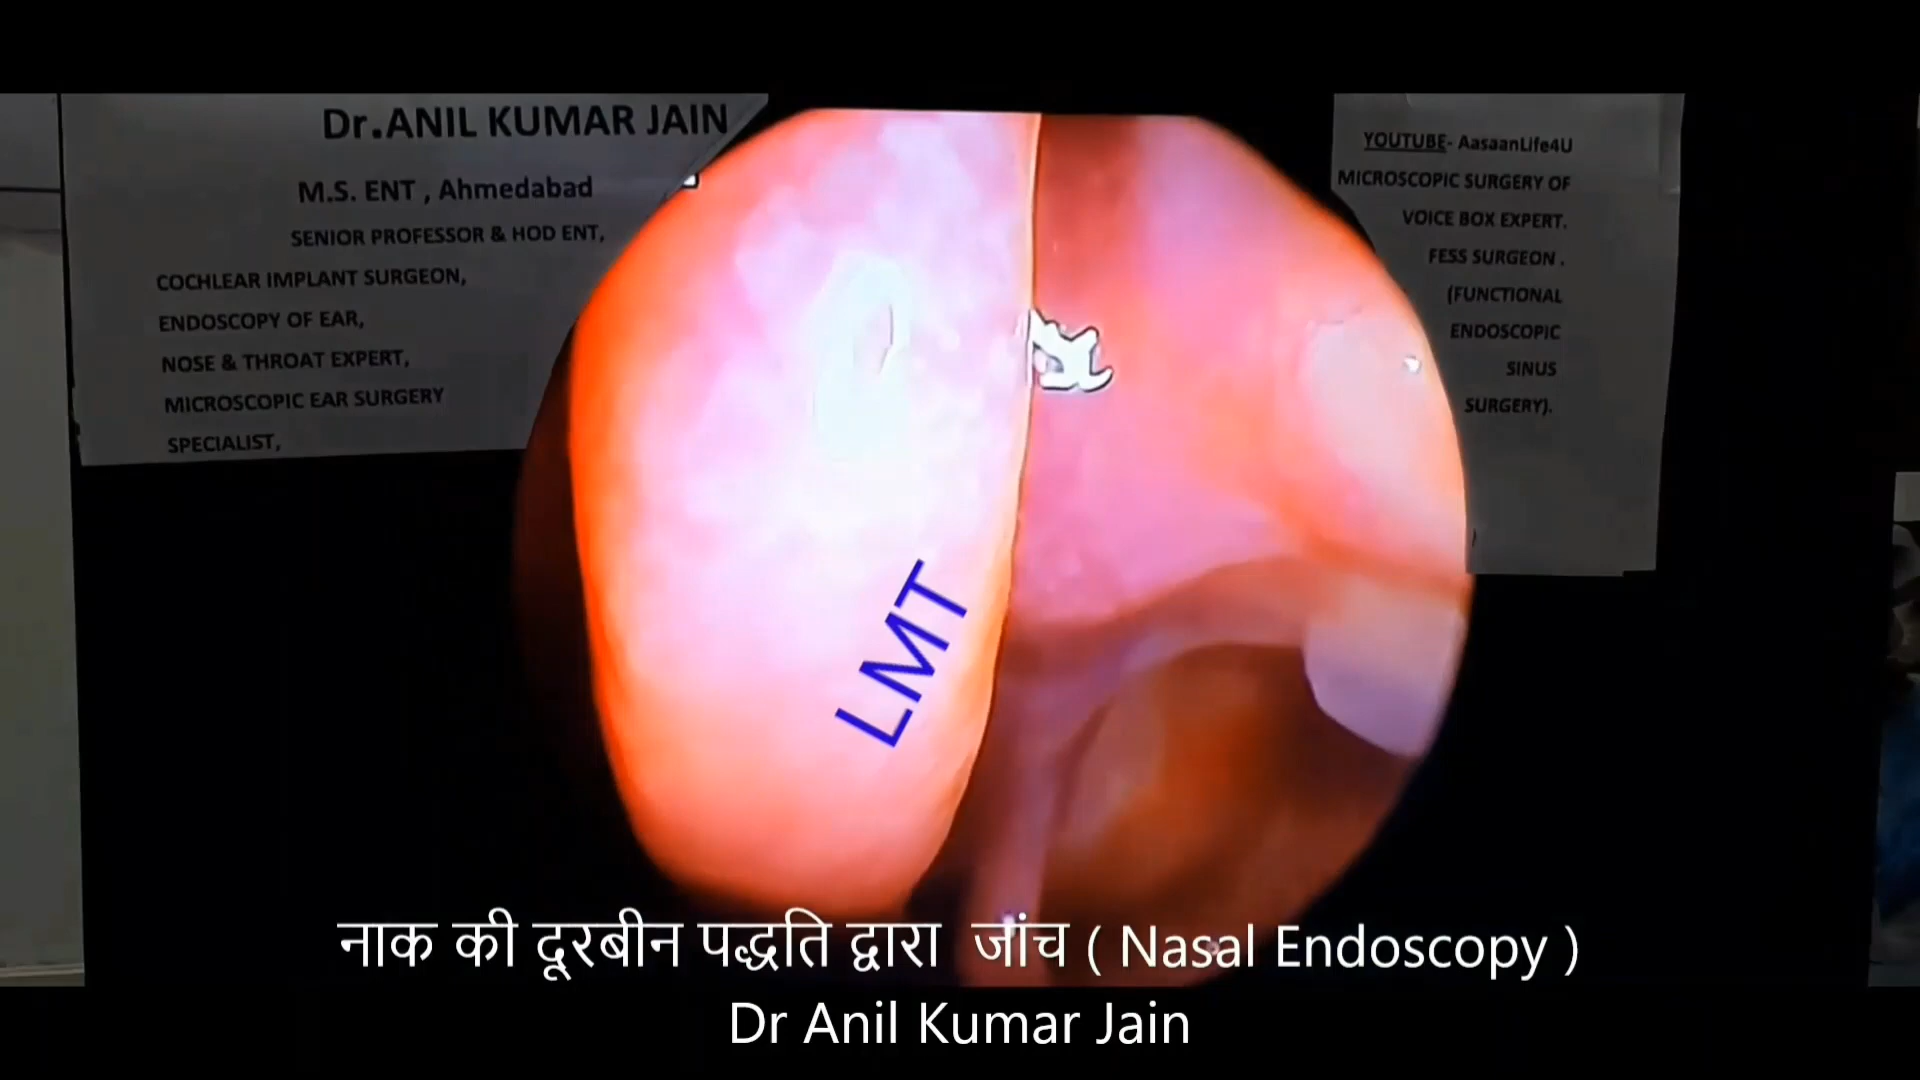 Dr.ANIL KUMAR JAIN
M.S. ENT , Ahmedabad
SENIOR PROFESSOR & HOD ENT,
COCHLEAR IMPLANT SURGEON,
ENDOSCOPY OF EAR,
NOSE & THROAT EXPERT,
MICROSCOPIC EAR SURGERY
SPECIALIST,
YOUTUBE- AasaanLife4U
MICROSCOPIC SURGERY OF
VOICE BOX EXPERT.
FESS SURGEON .
(FUNCTIONAL
ENDOSCOPIC
SINUS
SURGERY).
LMT
नाक की दूरबीन पद्धति द्वारा जांच ( Nasal Endoscopy )
Dr Anil Kumar Jain